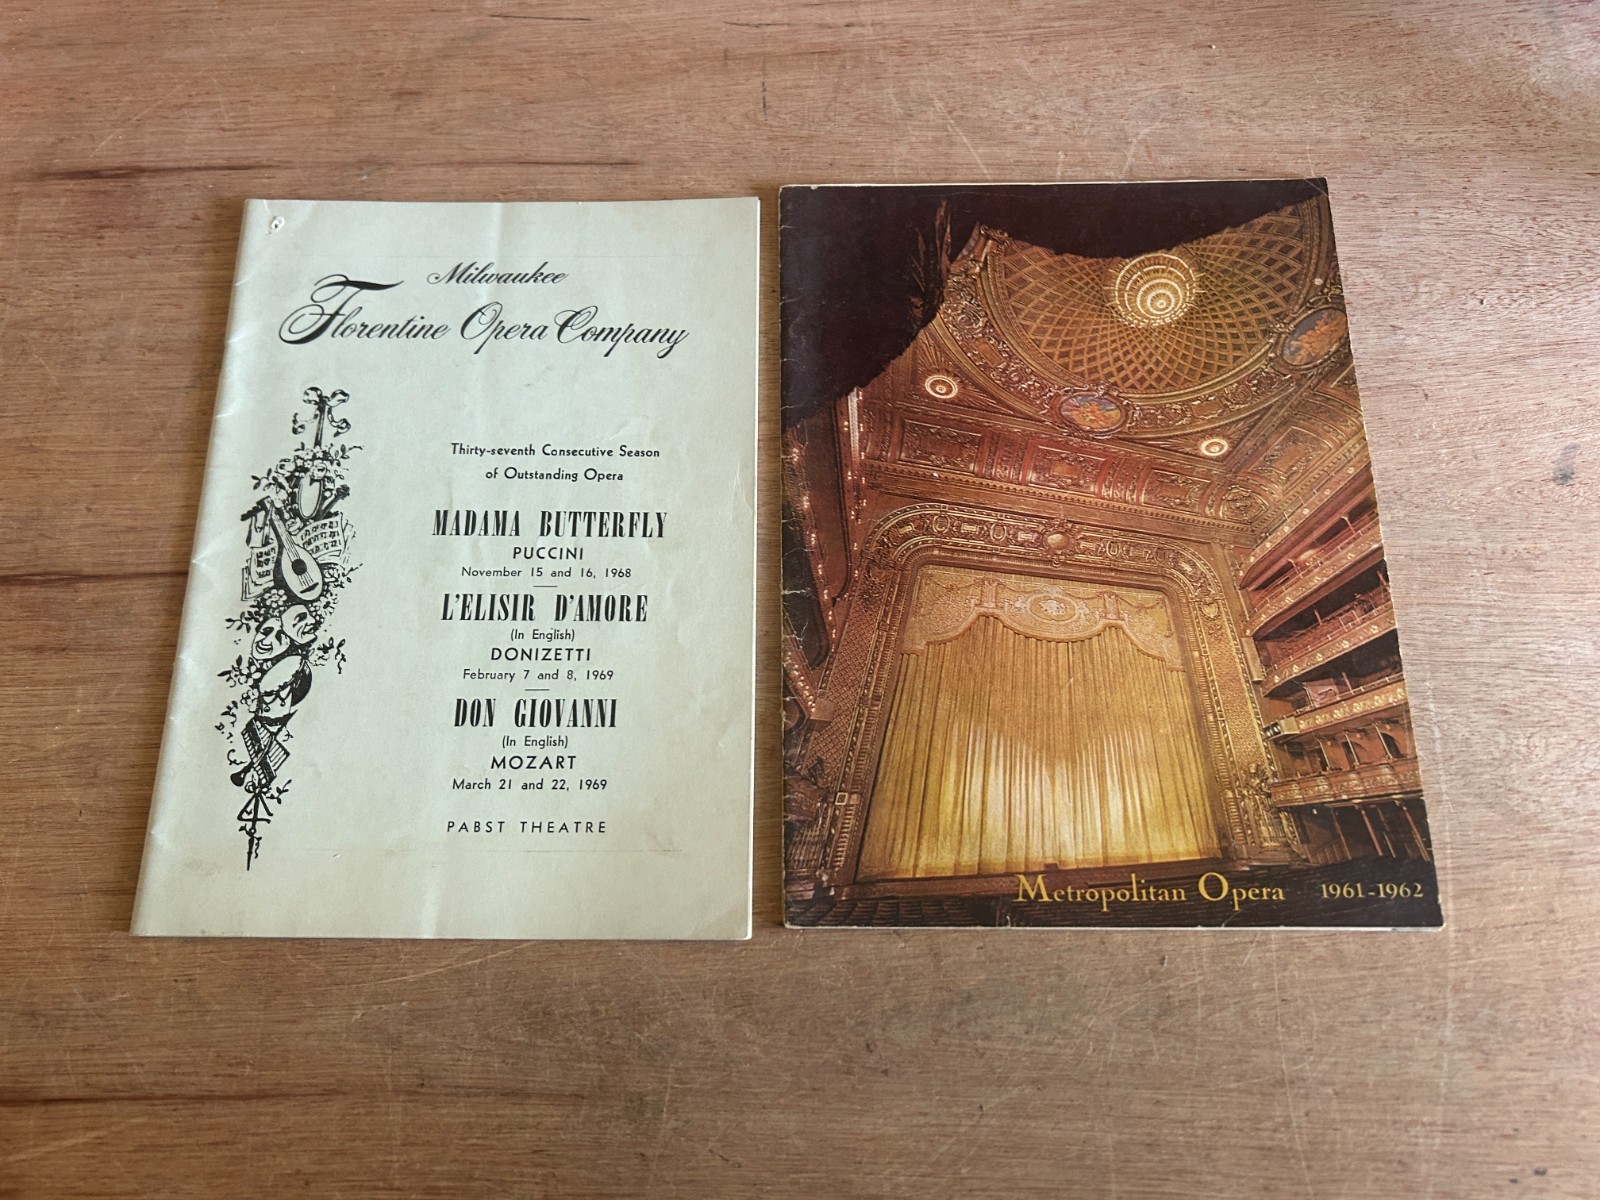 Milwaukee
Florentine Opera Company
Thirty-seventh Consecutive Season
of Outstanding Opera
MADAMA BUTTERFLY
PUCCINI
November 15 and 16, 1968
L'ELISIR D'AMORE
(In English)
DONIZETTI
February 7 and 8, 1969
DON GIOVANNI
(In English)
MOZART
March 21 and 22, 1969
PABST THEATRE
Metropolitan Opera 1961-1962